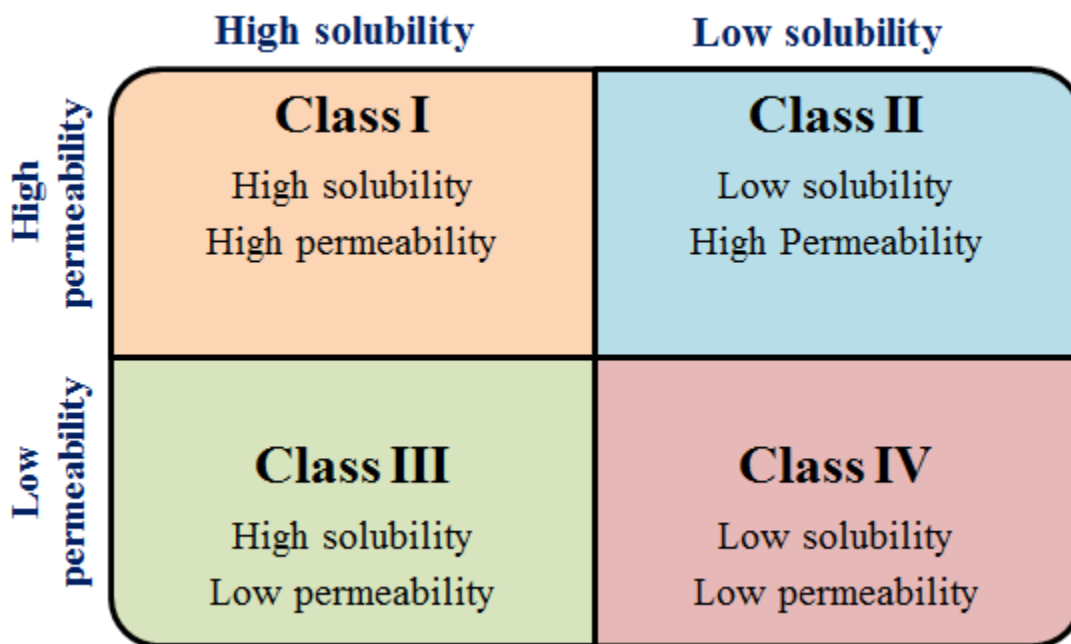 High solubility
Low solubility
High
permeability
Class I
High solubility
High permeability
Class II
Low solubility
High Permeability
Low
permeability
Class III
High solubility
Low permeability
Class IV
Low solubility
Low permeability